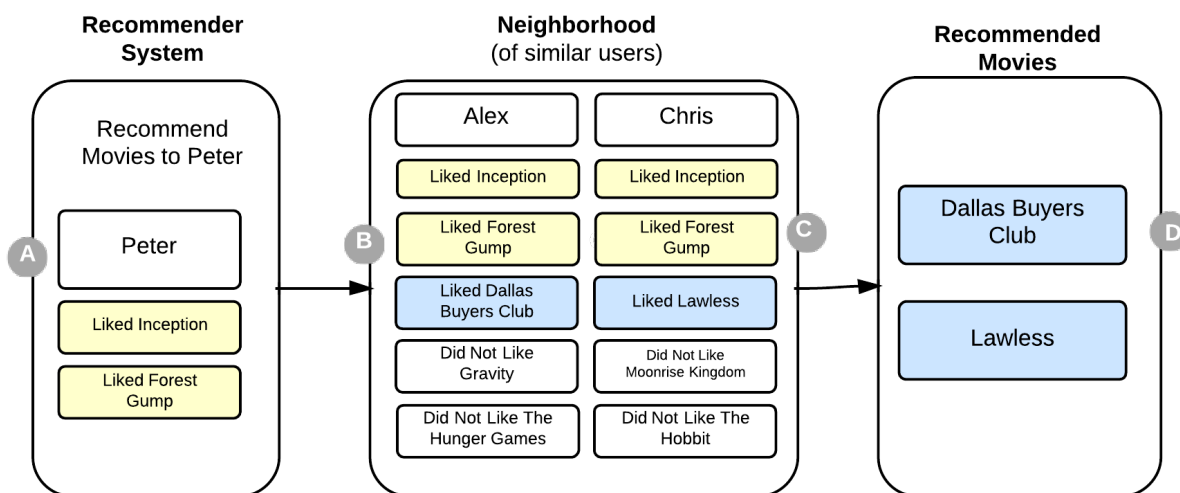 Recommender
System
Recommend
Movies to Peter
A
Peter
Liked Inception
Liked Forest
Gump
Neighborhood
(of similar users)
B
Alex
Liked Inception
Liked Forest
Gump
Liked Dallas
Buyers Club
Did Not Like
Gravity
Did Not Like The
Hunger Games
Chris
Liked Inception
Liked Forest
Gump
Liked Lawless
Did Not Like
Moonrise Kingdom
Did Not Like The
Hobbit
C
Recommended
Movies
Dallas Buyers
Club
Lawless
D